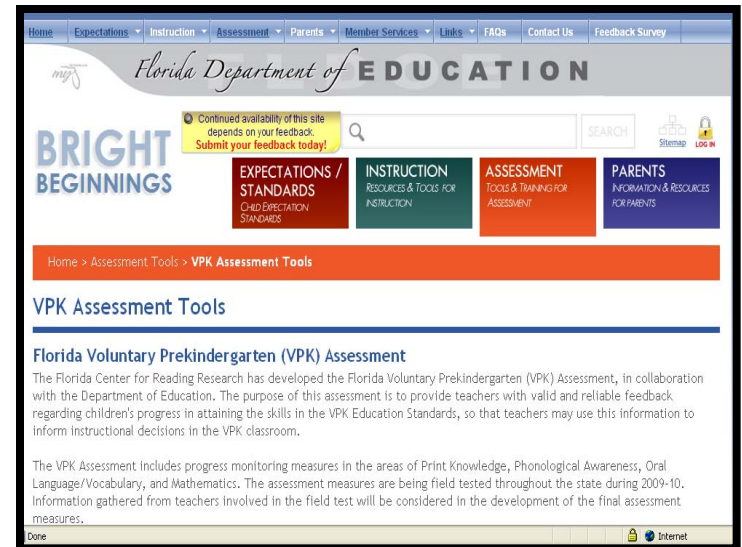 Home Expectations Instruction Assessment Parents Member Services Links FAQs Contact Us Feedback Survey
Florida Department of EDUCATION
Continued availability of this site
depends on your feedback.
Submit your feedback today!
SEARCH
Sitemap
LOG IN
BRIGHT
BEGINNINGS
EXPECTATIONS /
STANDARDS
CHILD EXPECTATION
STANDARDS
INSTRUCTION
RESOURCES & TOOLS FOR
INSTRUCTION
ASSESSMENT
TOOLS & TRAINING FOR
ASSESSMENT
PARENTS
INFORMATION & RESOURCES
FOR PARENTS
Home > Assessment Tools > VPK Assessment Tools
VPK Assessment Tools
Florida Voluntary Prekindergarten (VPK) Assessment
The Florida Center for Reading Research has developed the Florida Voluntary Prekindergarten (VPK) Assessment, in collaboration
with the Department of Education. The purpose of this assessment is to provide teachers with valid and reliable feedback
regarding children's progress in attaining the skills in the VPK Education Standards, so that teachers may use this information to
inform instructional decisions in the VPK classroom.
The VPK Assessment includes progress monitoring measures in the areas of Print Knowledge, Phonological Awareness, Oral
Language/Vocabulary, and Mathematics. The assessment measures are being field tested throughout the state during 2009-10.
Information gathered from teachers involved in the field test will be considered in the development of the final assessment
measures.
Done
Internet